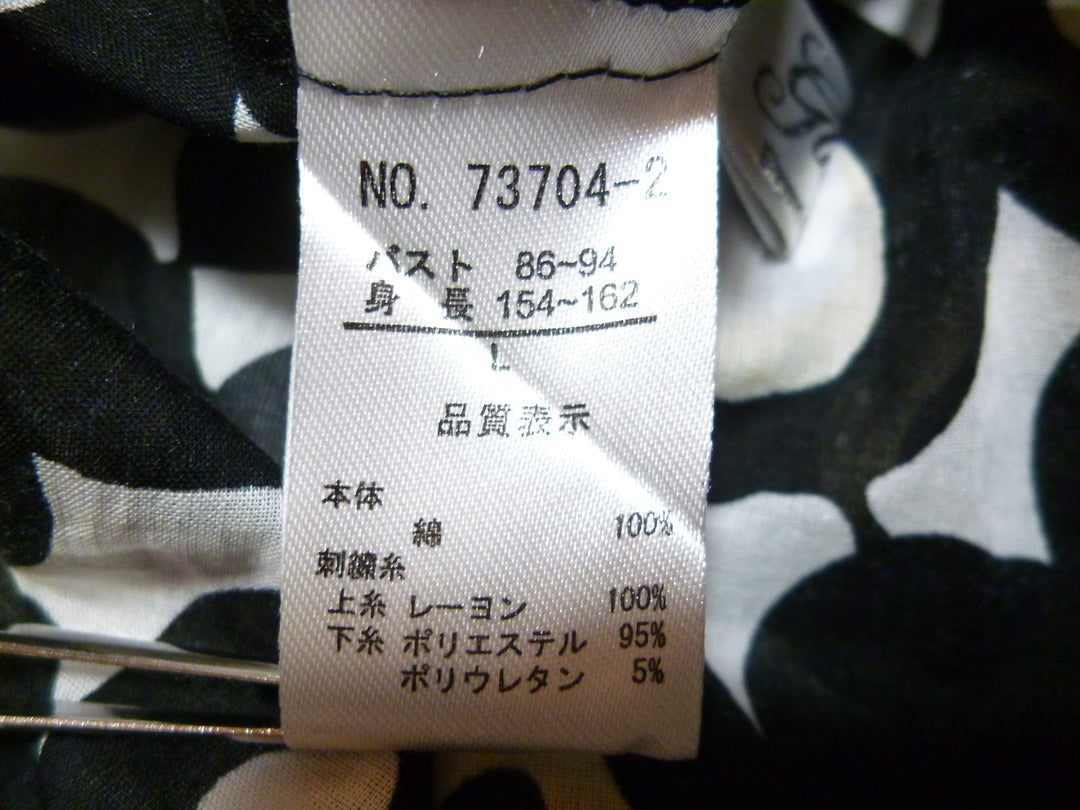 NO. 73704-2
バスト 86~94
身 長 154~162
L
品質表示
本体
綿 100%
刺繍糸
上糸 レーヨン 100%
下糸 ポリエステル 95%
ポリウレタン 5%